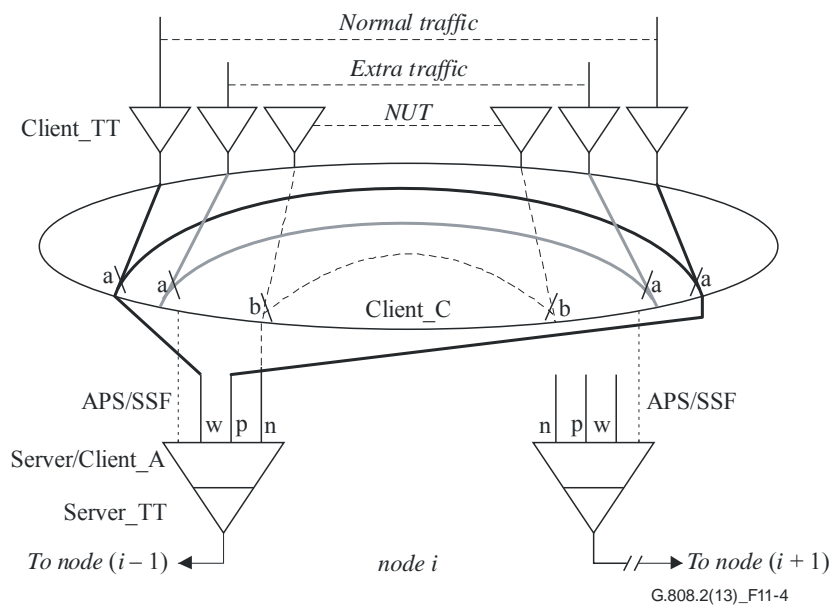 Normal traffic
Extra traffic
NUT
Client_TT
a
a
a
a
b
Client_C
b
APS/SSF
w
p
n
n
p
w
APS/SSF
Server/Client_A
Server_TT
To node (i – 1)
node i
To node (i + 1)
G.808.2(13)_F11-4